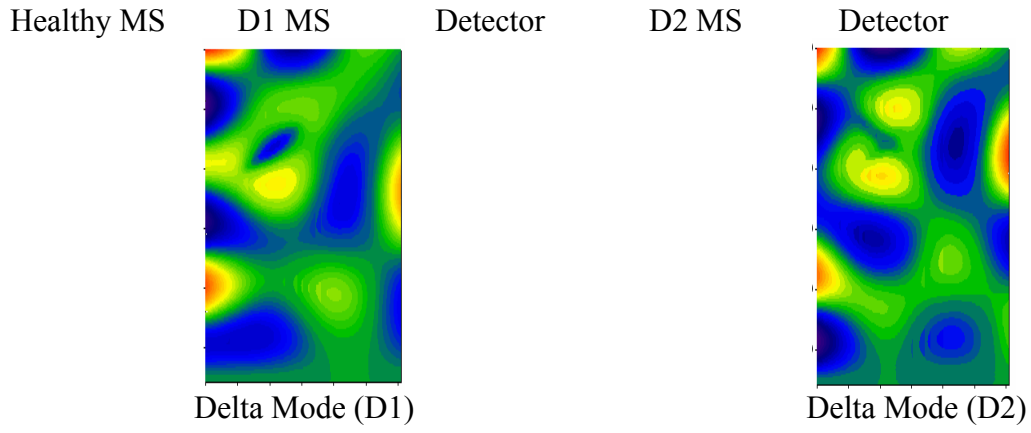 Healthy MS D1 MS Detector D2 MS Detector
Delta Mode (D1) Delta Mode (D2)